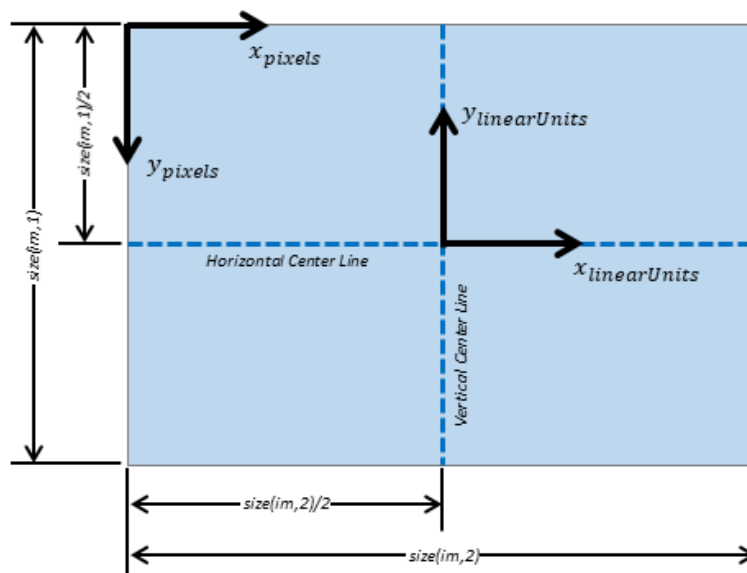 x_pixels
y_linearUnits
size(im,1)/2
y_pixels
size(im,1)
Horizontal Center Line
x_linearUnits
Vertical Center Line
size(im,2)/2
size(im,2)